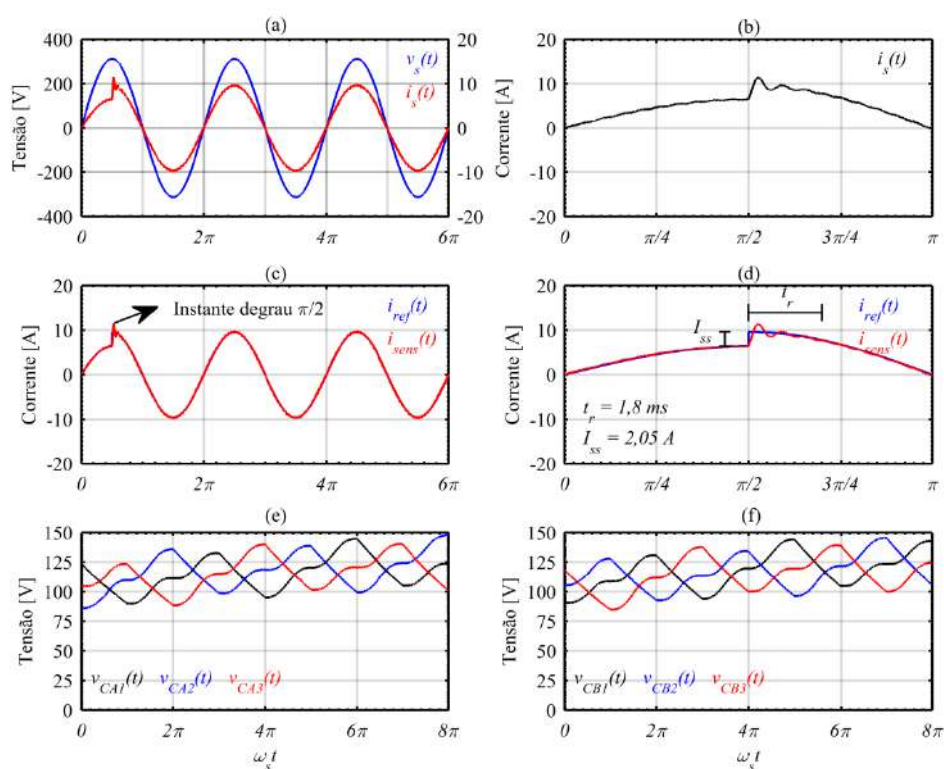 (a)
400
200
0
-200
-400
Tensão [V]
20
10
0
-10
-20
Corrente [A]
v_s(t)
i_s(t)
0 2π 4π 6π
(b)
20
10
0
-10
-20
i_s(t)
0 π/4 π/2 3π/4 π
(c)
20
10
0
-10
-20
Corrente [A]
Instante degrau π/2
i_ref(t)
i_sens(t)
0 2π 4π 6π
(d)
20
10
0
-10
-20
Corrente [A]
I_r
I_ss
i_ref(t)
i_sens(t)
t_r = 1,8 ms
I_ss = 2,05 A
0 π/4 π/2 3π/4 π
(e)
150
125
100
75
50
25
0
Tensão [V]
v_CA1(t) v_CA2(t) v_CA3(t)
0 2π 4π 6π 8π
ω_s t
(f)
150
125
100
75
50
25
0
Tensão [V]
v_CB1(t) v_CB2(t) v_CB3(t)
0 2π 4π 6π 8π
ω_s t